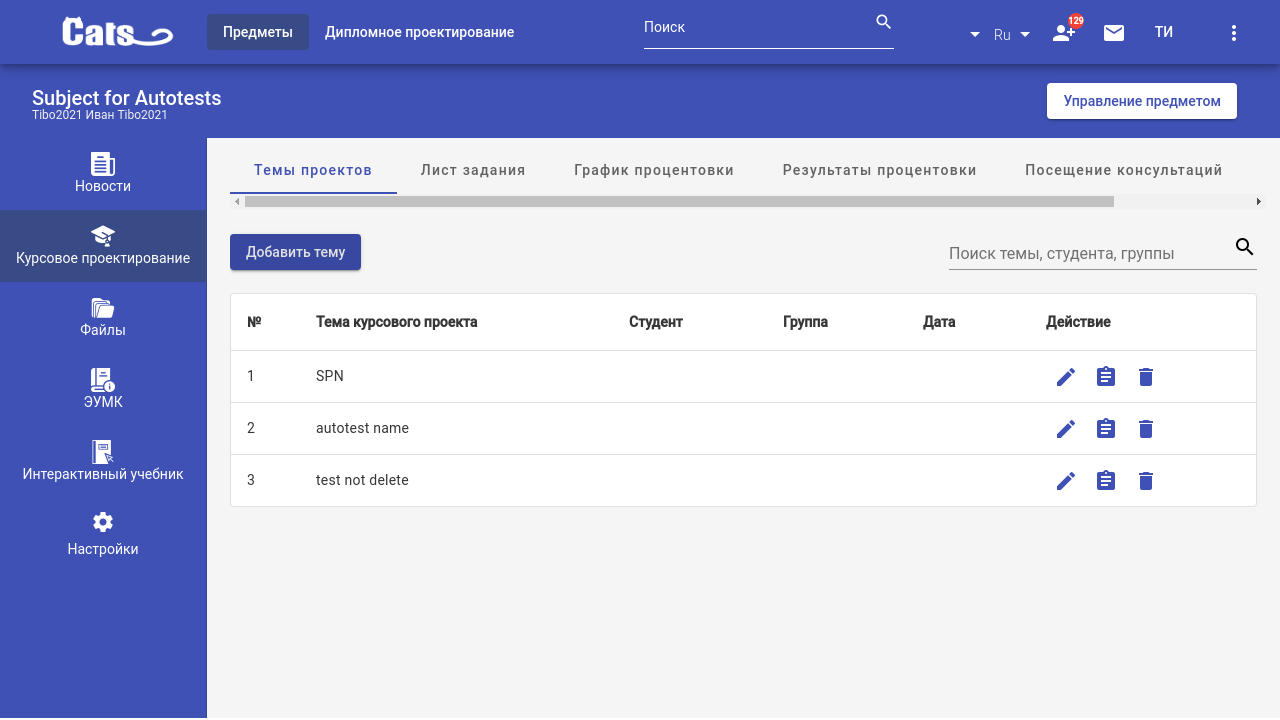 Cats
Предметы
Дипломное проектирование
Поиск
Ru
129
ТИ
Subject for Autotests
Tibo2021 Иван Tibo2021
Управление предметом
Новости
Курсовое проектирование
Файлы
ЭУМК
Интерактивный учебник
Настройки
Темы проектов
Лист задания
График процентовки
Результаты процентовки
Посещение консультаций
Добавить тему
Поиск темы, студента, группы
№ Тема курсового проекта Студент Группа Дата Действие
1 SPN
2 autotest name
3 test not delete